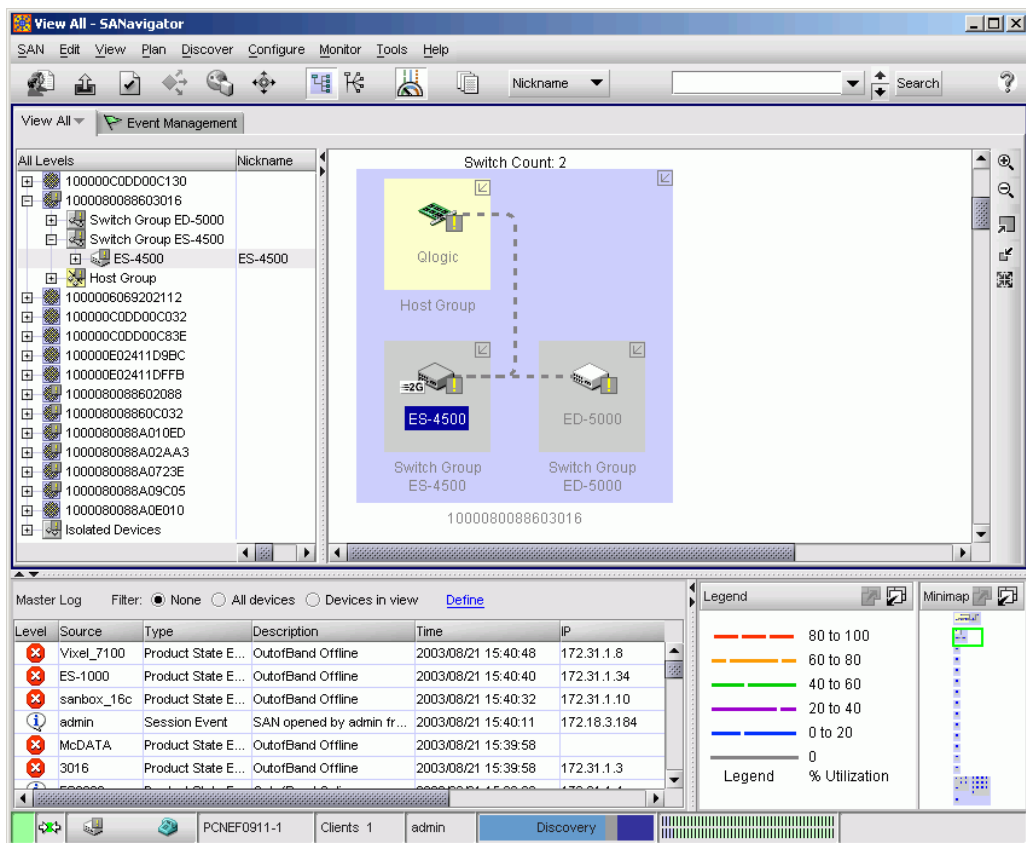 View All - SANavigator
SAN Edit View Plan Discover Configure Monitor Tools Help
Nickname Search
View All Event Management
All Levels Nickname
100000C0DD00C130
1000080088603016
Switch Group ED-5000
Switch Group ES-4500
ES-4500 ES-4500
Host Group
1000006069202112
100000C0DD00C032
100000C0DD00C83E
100000E02411D9BC
100000E02411DFFB
1000080088602088
100008008860C032
1000080088A010ED
1000080088A02AA3
1000080088A0723E
1000080088A09C05
1000080088A0E010
Isolated Devices
Switch Count: 2
Qlogic
Host Group
2G
ES-4500 ED-5000
Switch Group Switch Group
ES-4500 ED-5000
1000080088603016
Master Log Filter: None All devices Devices in view Define
Level Source Type Description Time IP
Vixel_7100 Product State E... OutofBand Offline 2003/08/21 15:40:48 172.31.1.8
ES-1000 Product State E... OutofBand Offline 2003/08/21 15:40:40 172.31.1.34
sanbox_16c Product State E... OutofBand Offline 2003/08/21 15:40:32 172.31.1.10
admin Session Event SAN opened by admin fr... 2003/08/21 15:40:11 172.18.3.184
McDATA Product State E... OutofBand Offline 2003/08/21 15:39:58
3016 Product State E... OutofBand Offline 2003/08/21 15:39:58 172.31.1.3
Legend
80 to 100
60 to 80
40 to 60
20 to 40
0 to 20
0
Legend % Utilization
Minimap
PCNEF0911-1 Clients 1 admin Discovery